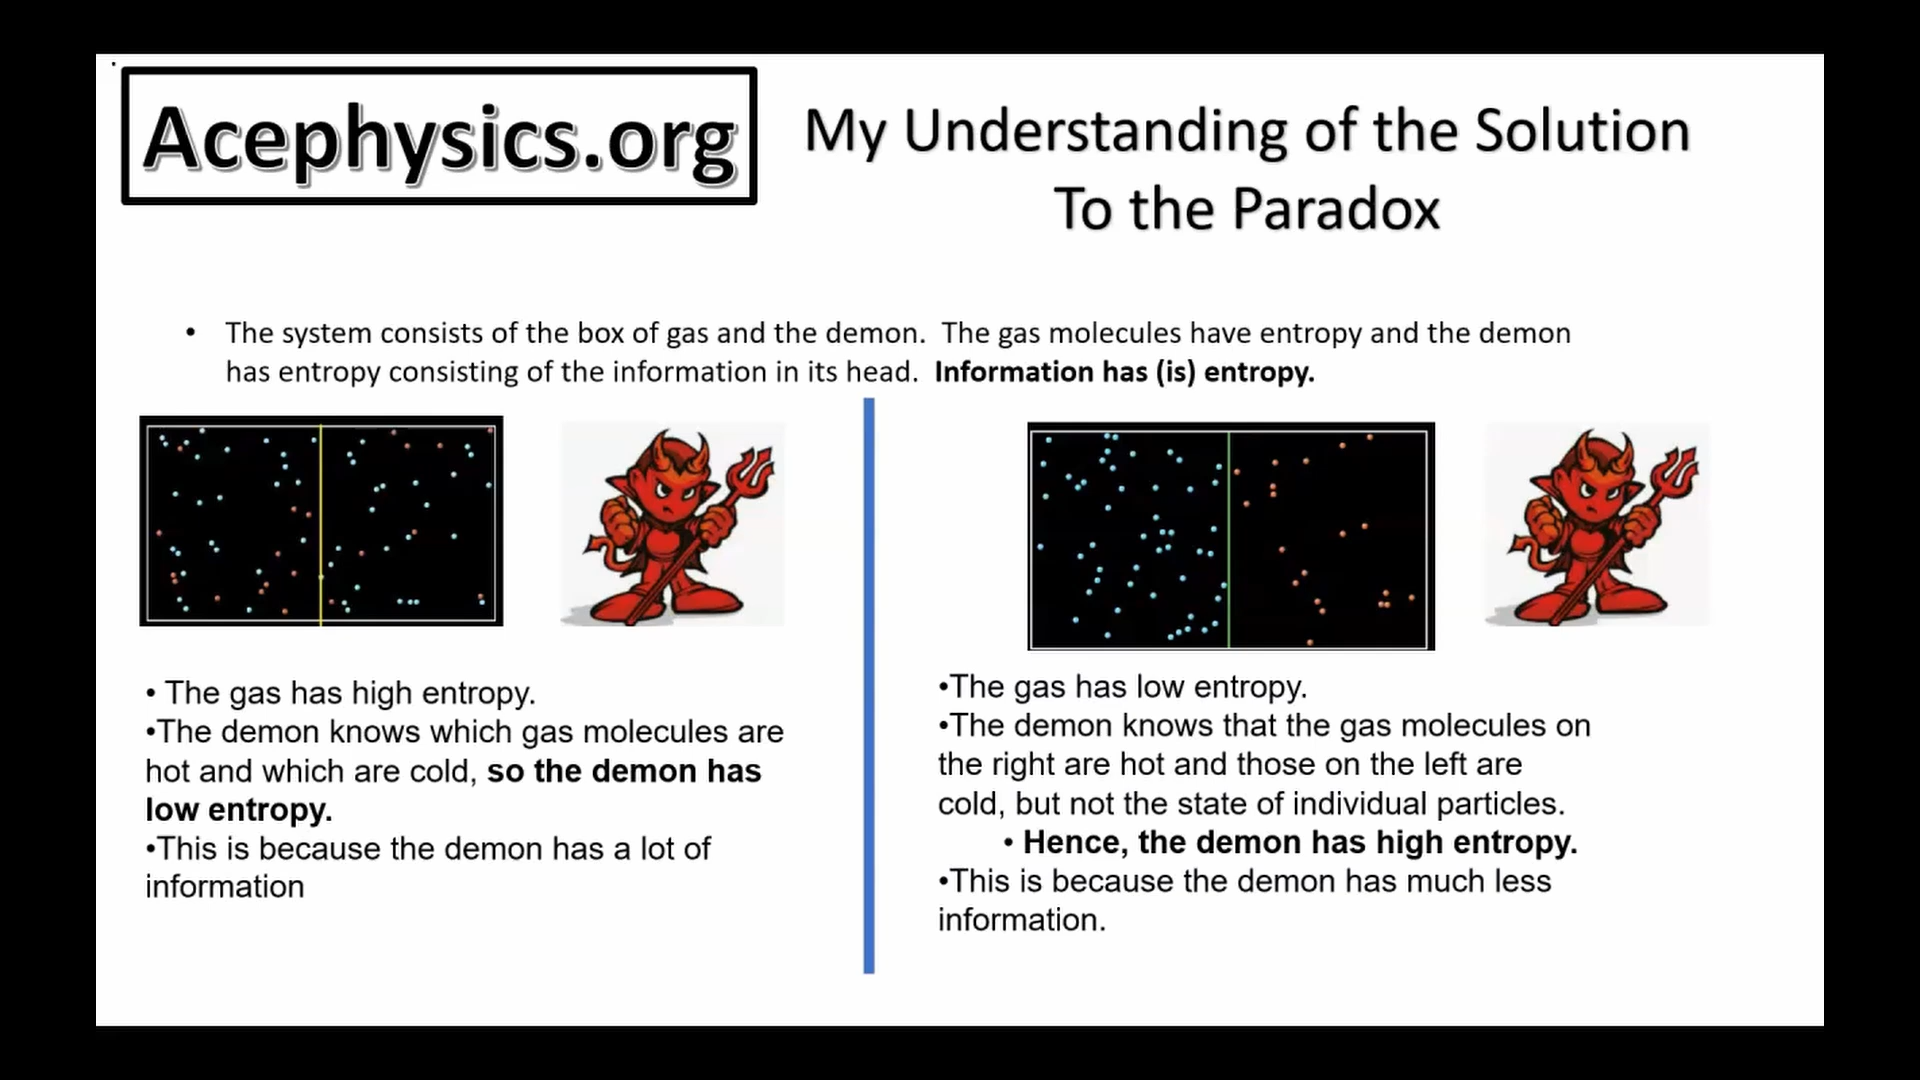 Acephysics.org
My Understanding of the Solution
To the Paradox
• The system consists of the box of gas and the demon. The gas molecules have entropy and the demon
has entropy consisting of the information in its head. Information has (is) entropy.
• The gas has high entropy.
•The demon knows which gas molecules are
hot and which are cold, so the demon has
low entropy.
•This is because the demon has a lot of
information
•The gas has low entropy.
•The demon knows that the gas molecules on
the right are hot and those on the left are
cold, but not the state of individual particles.
• Hence, the demon has high entropy.
•This is because the demon has much less
information.